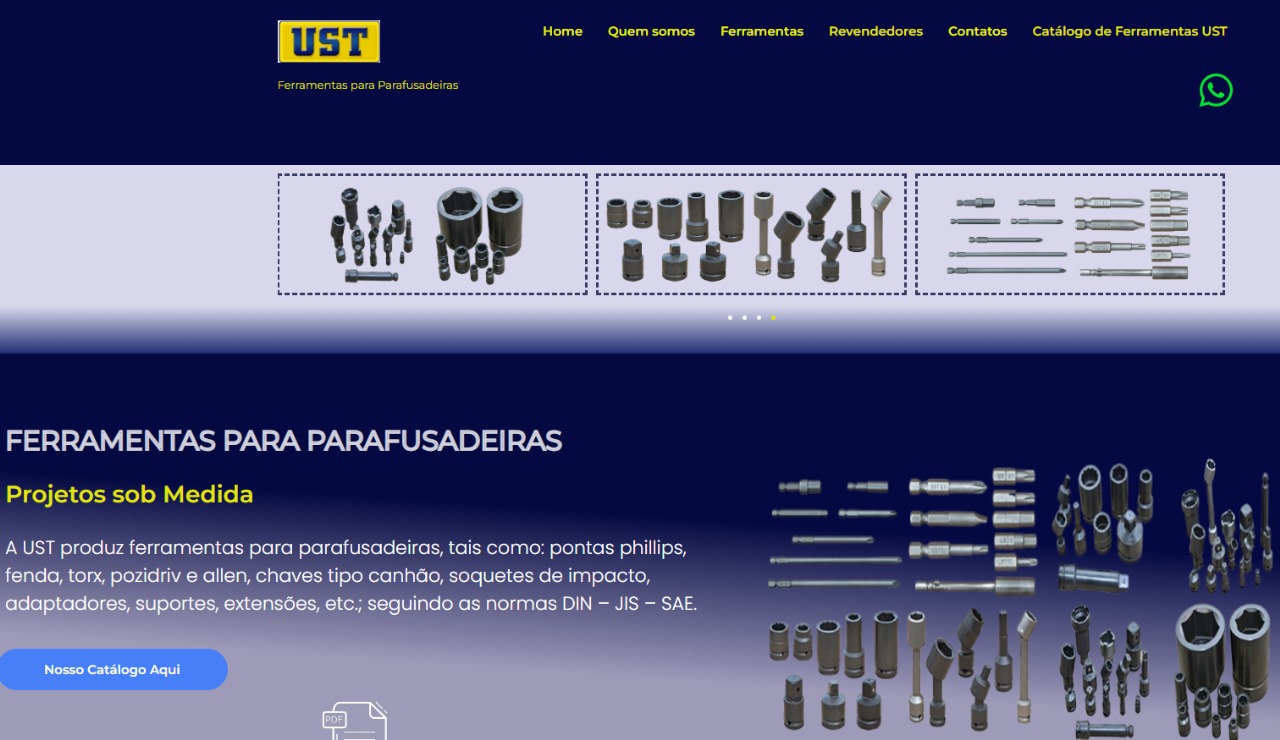 UST
Home Quem somos Ferramentas Revendedores Contatos Catálogo de Ferramentas UST
Ferramentas para Parafusadeiras
FERRAMENTAS PARA PARAFUSADEIRAS
Projetos sob Medida
A UST produz ferramentas para parafusadeiras, tais como: pontas phillips,
fenda, torx, pozidriv e allen, chaves tipo canhão, soquetes de impacto,
adaptadores, suportes, extensões, etc.; seguindo as normas DIN – JIS – SAE.
Nosso Catálogo Aqui
PDF